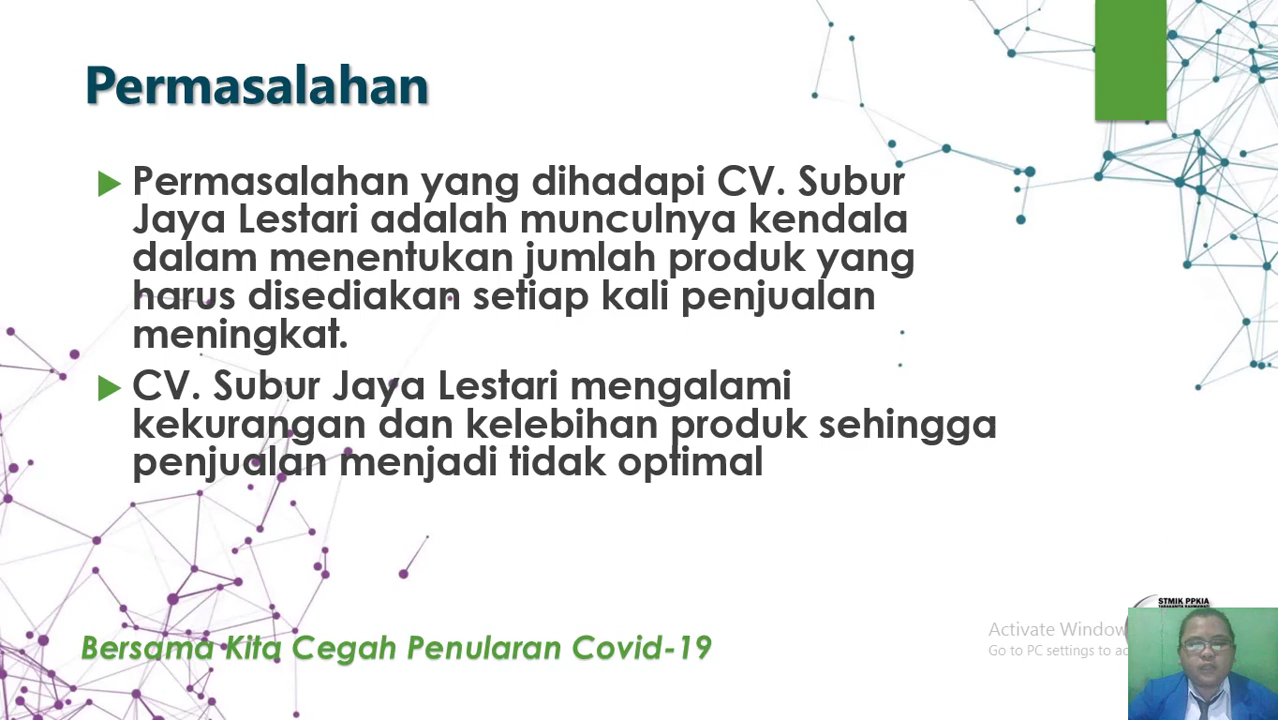 Permasalahan
Permasalahan yang dihadapi CV. Subur
Jaya Lestari adalah munculnya kendala
dalam menentukan jumlah produk yang
harus disediakan setiap kali penjualan
meningkat.
CV. Subur Jaya Lestari mengalami
kekurangan dan kelebihan produk sehingga
penjualan menjadi tidak optimal
STMIK PPKIA
Activate Window
Go to PC settings to ac
Bersama Kita Cegah Penularan Covid-19